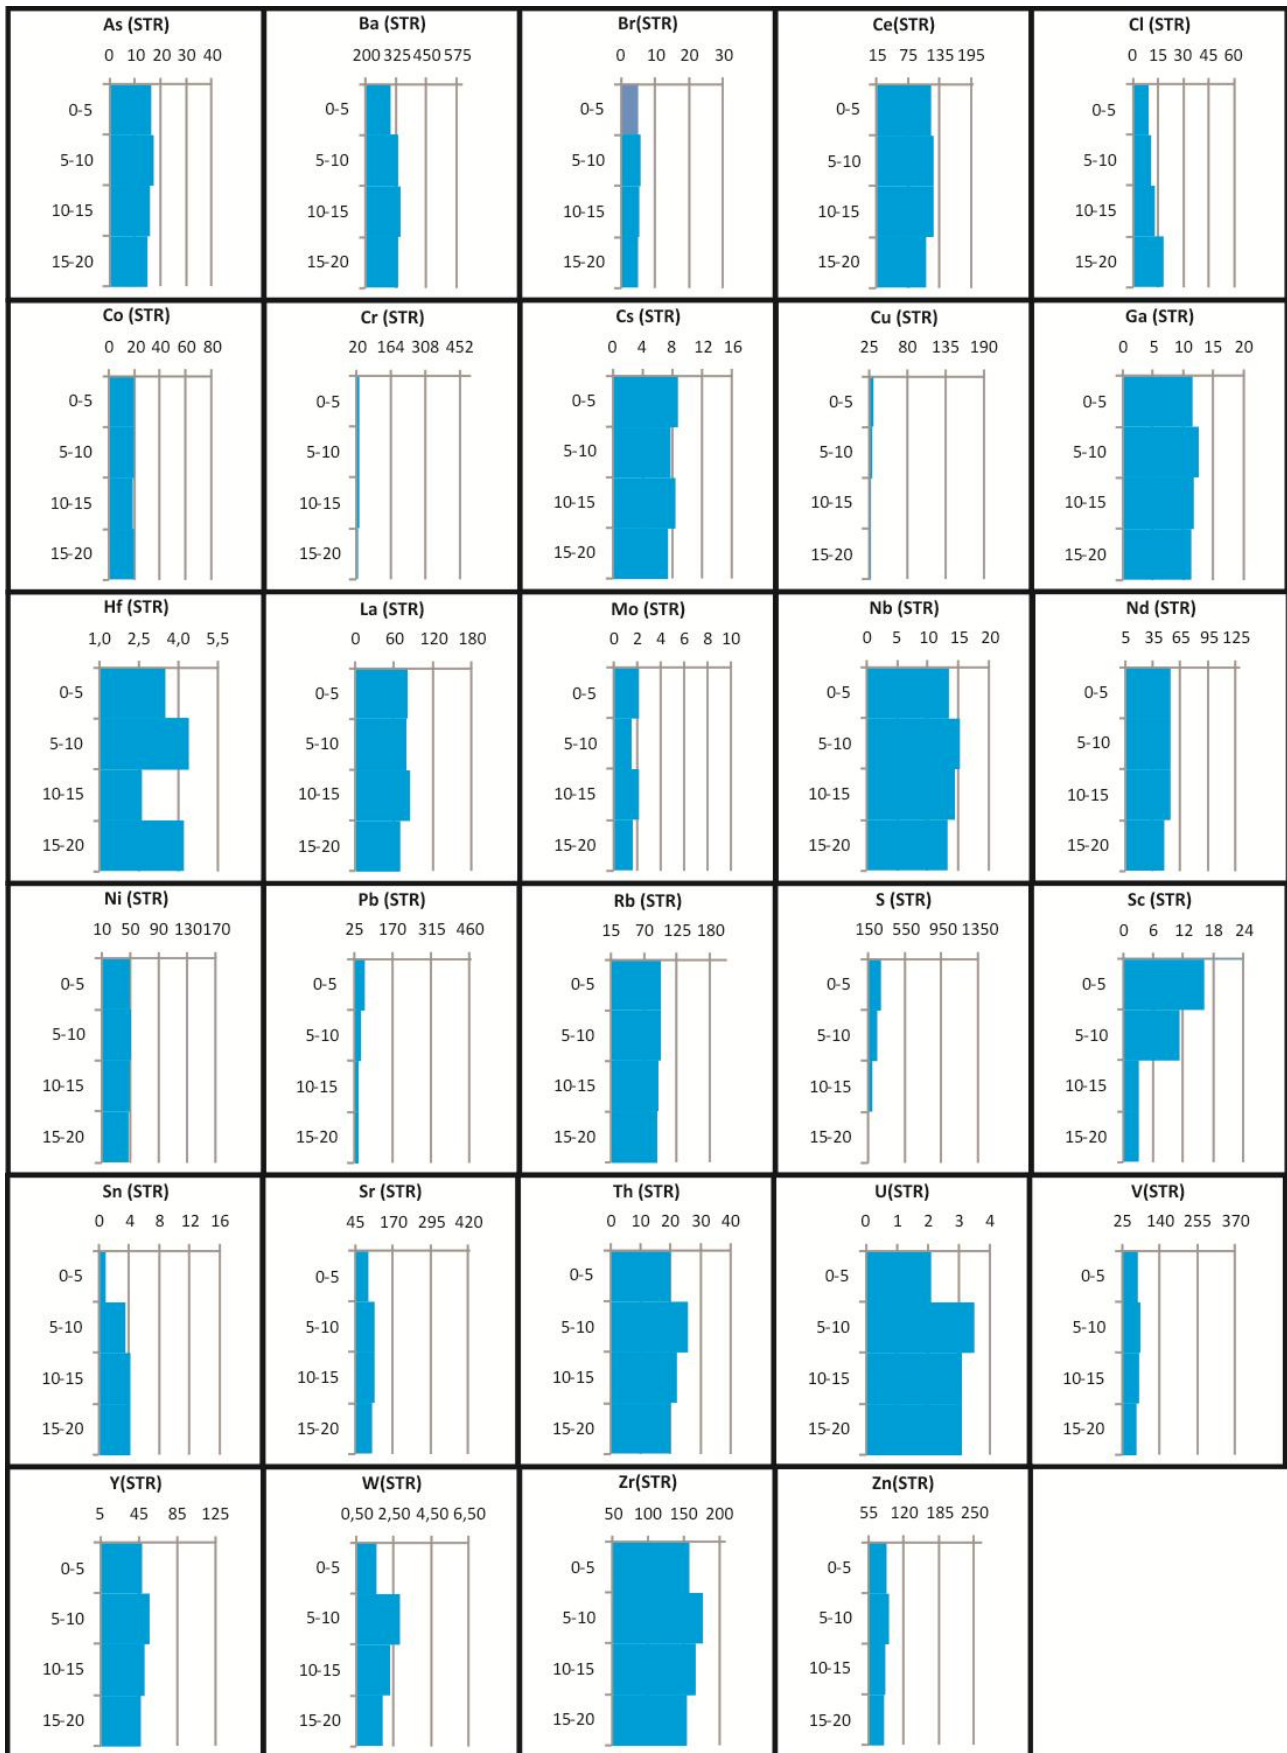 As (STR)
0 10 20 30 40
0-5
5-10
10-15
15-20
Ba (STR)
200 325 450 575
0-5
5-10
10-15
15-20
Br(STR)
0 10 20 30
0-5
5-10
10-15
15-20
Ce(STR)
15 75 135 195
0-5
5-10
10-15
15-20
Cl (STR)
0 15 30 45 60
0-5
5-10
10-15
15-20
Co (STR)
0 20 40 60 80
0-5
5-10
10-15
15-20
Cr (STR)
20 164 308 452
0-5
5-10
10-15
15-20
Cs (STR)
0 4 8 12 16
0-5
5-10
10-15
15-20
Cu (STR)
25 80 135 190
0-5
5-10
10-15
15-20
Ga (STR)
0 5 10 15 20
0-5
5-10
10-15
15-20
Hf (STR)
1,0 2,5 4,0 5,5
0-5
5-10
10-15
15-20
La (STR)
0 60 120 180
0-5
5-10
10-15
15-20
Mo (STR)
0 2 4 6 8 10
0-5
5-10
10-15
15-20
Nb (STR)
0 5 10 15 20
0-5
5-10
10-15
15-20
Nd (STR)
5 35 65 95 125
0-5
5-10
10-15
15-20
Ni (STR)
10 50 90 130 170
0-5
5-10
10-15
15-20
Pb (STR)
25 170 315 460
0-5
5-10
10-15
15-20
Rb (STR)
15 70 125 180
0-5
5-10
10-15
15-20
S (STR)
150 550 950 1350
0-5
5-10
10-15
15-20
Sc (STR)
0 6 12 18 24
0-5
5-10
10-15
15-20
Sn (STR)
0 4 8 12 16
0-5
5-10
10-15
15-20
Sr (STR)
45 170 295 420
0-5
5-10
10-15
15-20
Th (STR)
0 10 20 30 40
0-5
5-10
10-15
15-20
U(STR)
0 1 2 3 4
0-5
5-10
10-15
15-20
V(STR)
25 140 255 370
0-5
5-10
10-15
15-20
Y(STR)
5 45 85 125
0-5
5-10
10-15
15-20
W(STR)
0,50 2,50 4,50 6,50
0-5
5-10
10-15
15-20
Zr(STR)
50 100 150 200
0-5
5-10
10-15
15-20
Zn(STR)
55 120 185 250
0-5
5-10
10-15
15-20